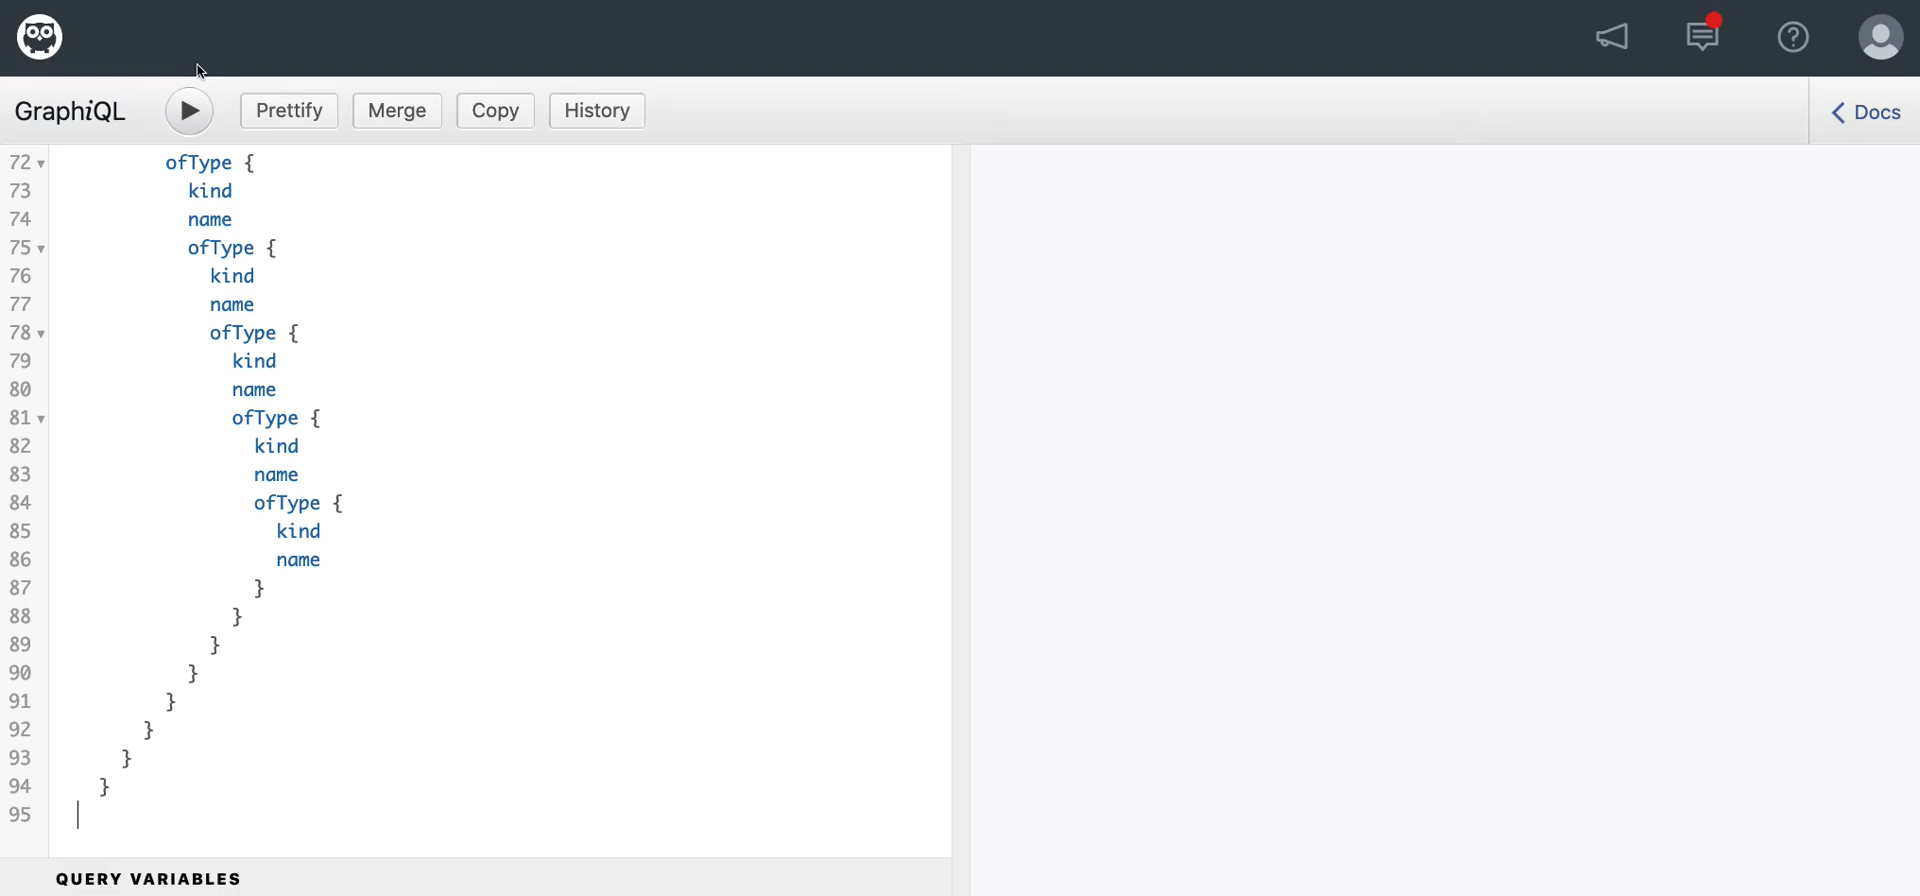 GraphiQL Prettify Merge Copy History Docs
72 ofType {
73 kind
74 name
75 ofType {
76 kind
77 name
78 ofType {
79 kind
80 name
81 ofType {
82 kind
83 name
84 ofType {
85 kind
86 name
87 }
88 }
89 }
90 }
91 }
92 }
93 }
94 }
95
QUERY VARIABLES